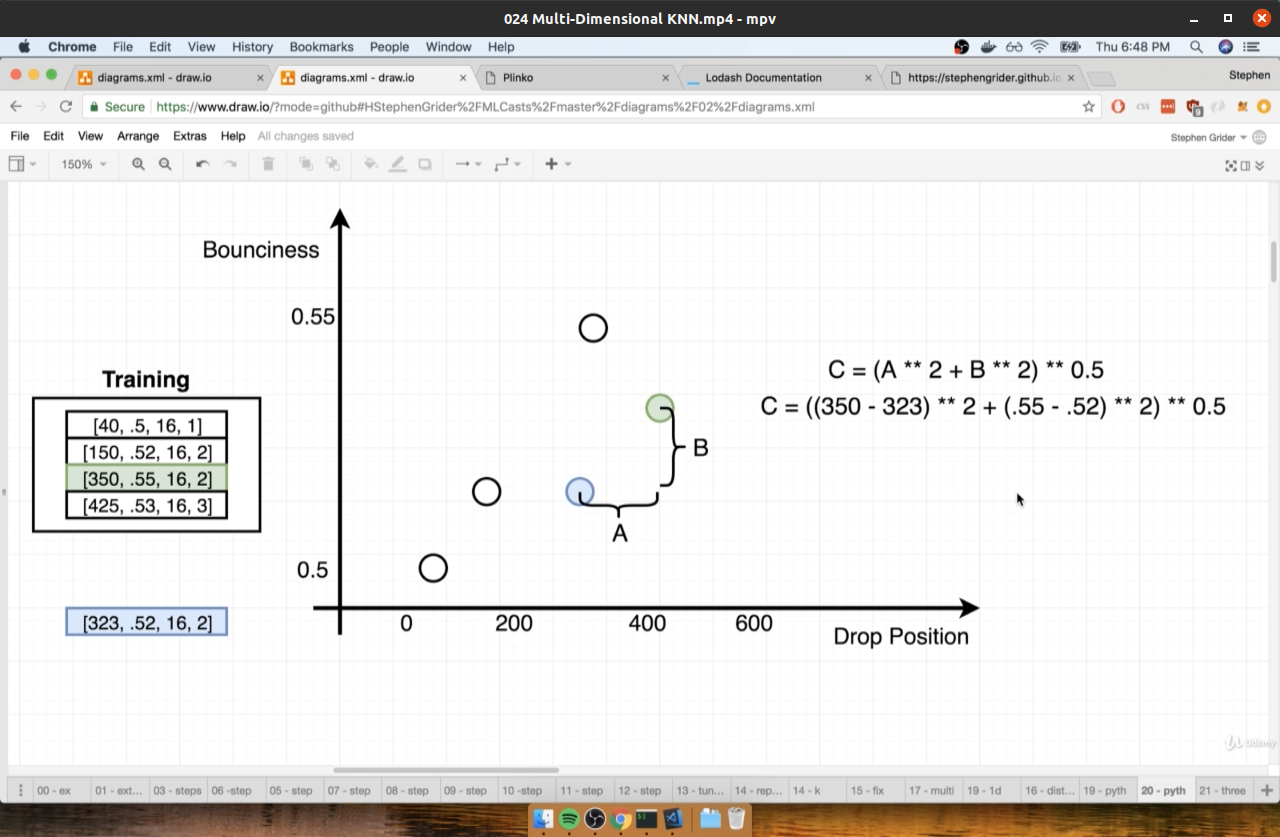 024 Multi-Dimensional KNN.mp4 - mpv
Chrome File Edit View History Bookmarks People Window Help Thu 6:48 PM
diagrams.xml - draw.io diagrams.xml - draw.io Plinko Lodash Documentation https://stephengrider.github.io Stephen
Secure https://www.draw.io/?mode=github#HStephenGrider%2FMLCasts%2Fmaster%2Fdiagrams%2F02%2Fdiagrams.xml
File Edit View Arrange Extras Help All changes saved Stephen Grider
150%
Bounciness
0.55
C = (A ** 2 + B ** 2) ** 0.5
Training
C = ((350 - 323) ** 2 + (.55 - .52) ** 2) ** 0.5
[40, .5, 16, 1]
[150, .52, 16, 2]
B
[350, .55, 16, 2]
[425, .53, 16, 3]
A
0.5
[323, .52, 16, 2]
0 200 400 600
Drop Position
Udemy
00 - ex 01 - ext... 03 - steps 06 -step 05 - step 07 - step 08 - step 09 - step 10 -step 11 - step 12 - step 13 - tun... 14 - rep... 14 - k 15 - fix 17 - multi 19 - 1d 16 - dist... 19 - pyth 20 - pyth 21 - three